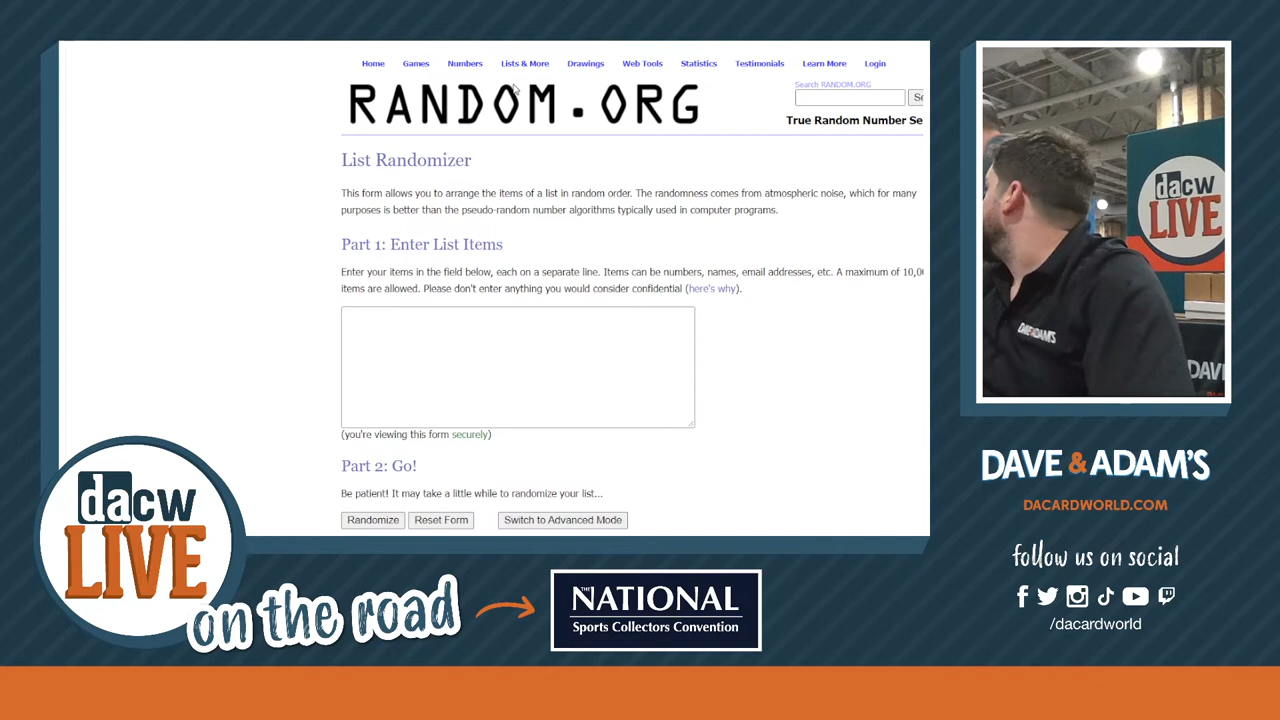 Home Games Numbers Lists & More Drawings Web Tools Statistics Testimonials Learn More Login
RANDOM.ORG
Search RANDOM.ORG
True Random Number Se
List Randomizer
This form allows you to arrange the items of a list in random order. The randomness comes from atmospheric noise, which for many
purposes is better than the pseudo-random number algorithms typically used in computer programs.
Part 1: Enter List Items
Enter your items in the field below, each on a separate line. Items can be numbers, names, email addresses, etc. A maximum of 10,0
items are allowed. Please don't enter anything you would consider confidential (here's why).
(you're viewing this form securely)
Part 2: Go!
Be patient! It may take a little while to randomize your list...
Randomize Reset Form Switch to Advanced Mode
dacw
LIVE
on the road
THE
NATIONAL
Sports Collectors Convention
dacw
LIVE
DAVE&ADAM'S
DAVE & ADAM'S
DACARDWORLD.COM
follow us on social
/dacardworld